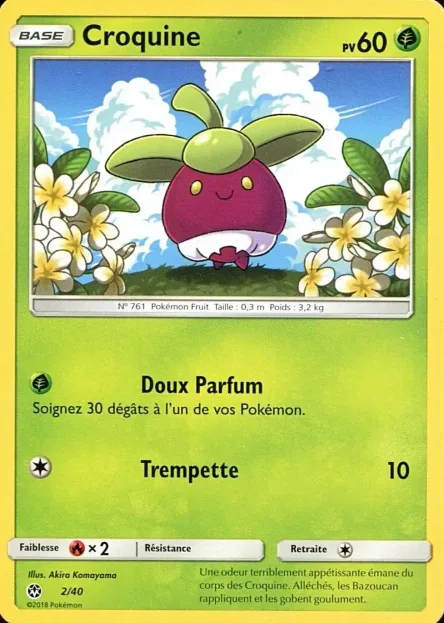 BASE Croquine PV 60
N° 761 Pokémon Fruit Taille : 0,3 m Poids : 3,2 kg
Doux Parfum
Soignez 30 dégâts à l'un de vos Pokémon.
Trempette 10
Faiblesse × 2 Résistance Retraite
Illus. Akira Komayama
2/40
©2018 Pokémon
Une odeur terriblement appétissante émane du
corps des Croquine. Alléchés, les Bazoucan
rappliquent et les gobent goulument.